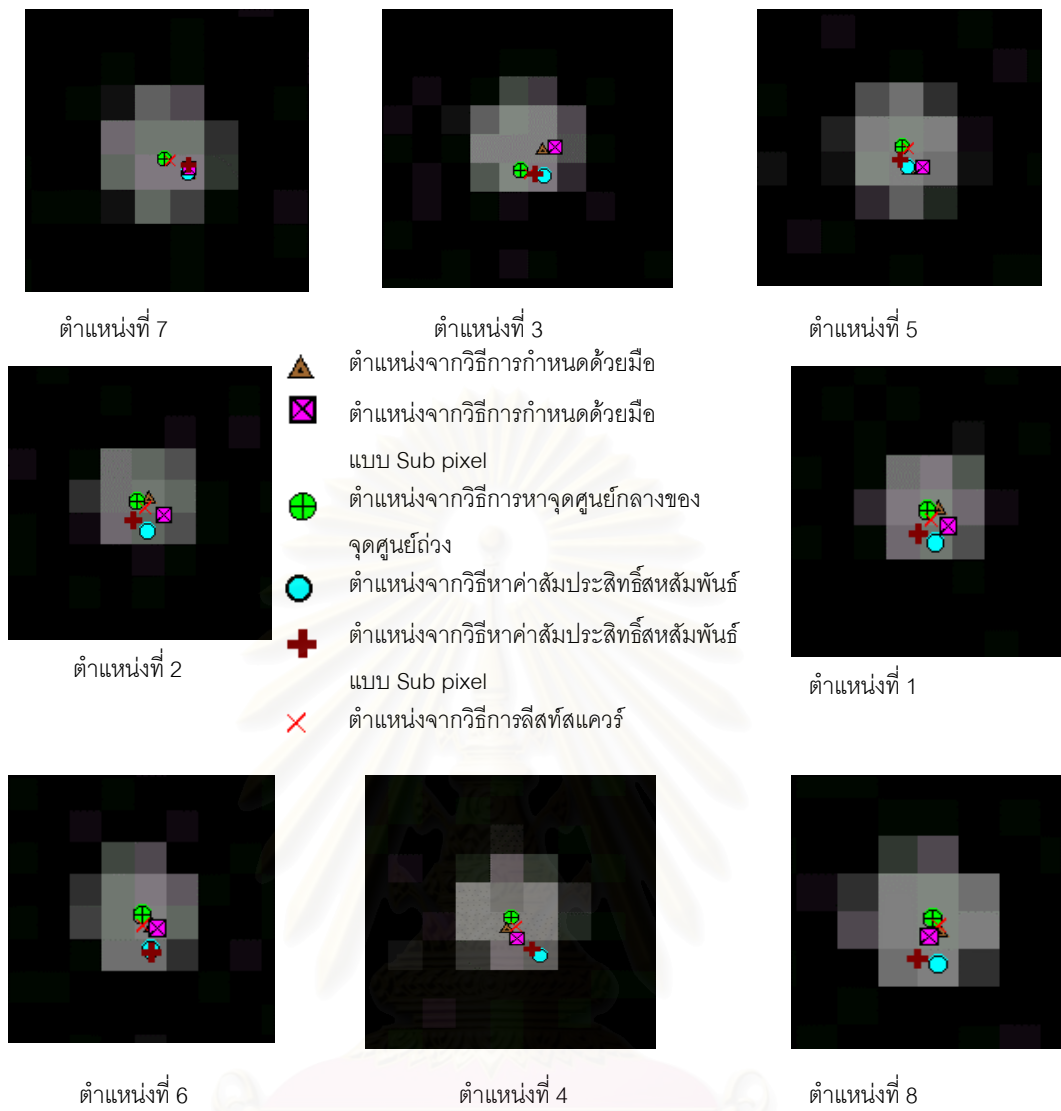 ตำแหน่งที่ 7
ตำแหน่งที่ 3
ตำแหน่งที่ 5
ตำแหน่งจากวิธีการกำหนดด้วยมือ
ตำแหน่งจากวิธีการกำหนดด้วยมือ
แบบ Sub pixel
ตำแหน่งจากวิธีการหาจุดศูนย์กลางของ
จุดศูนย์ถ่วง
ตำแหน่งจากวิธีหาค่าสัมประสิทธิ์สหสัมพันธ์
ตำแหน่งจากวิธีหาค่าสัมประสิทธิ์สหสัมพันธ์
แบบ Sub pixel
ตำแหน่งจากวิธีการลีสท์สแควร์
ตำแหน่งที่ 2
ตำแหน่งที่ 1
ตำแหน่งที่ 6
ตำแหน่งที่ 4
ตำแหน่งที่ 8